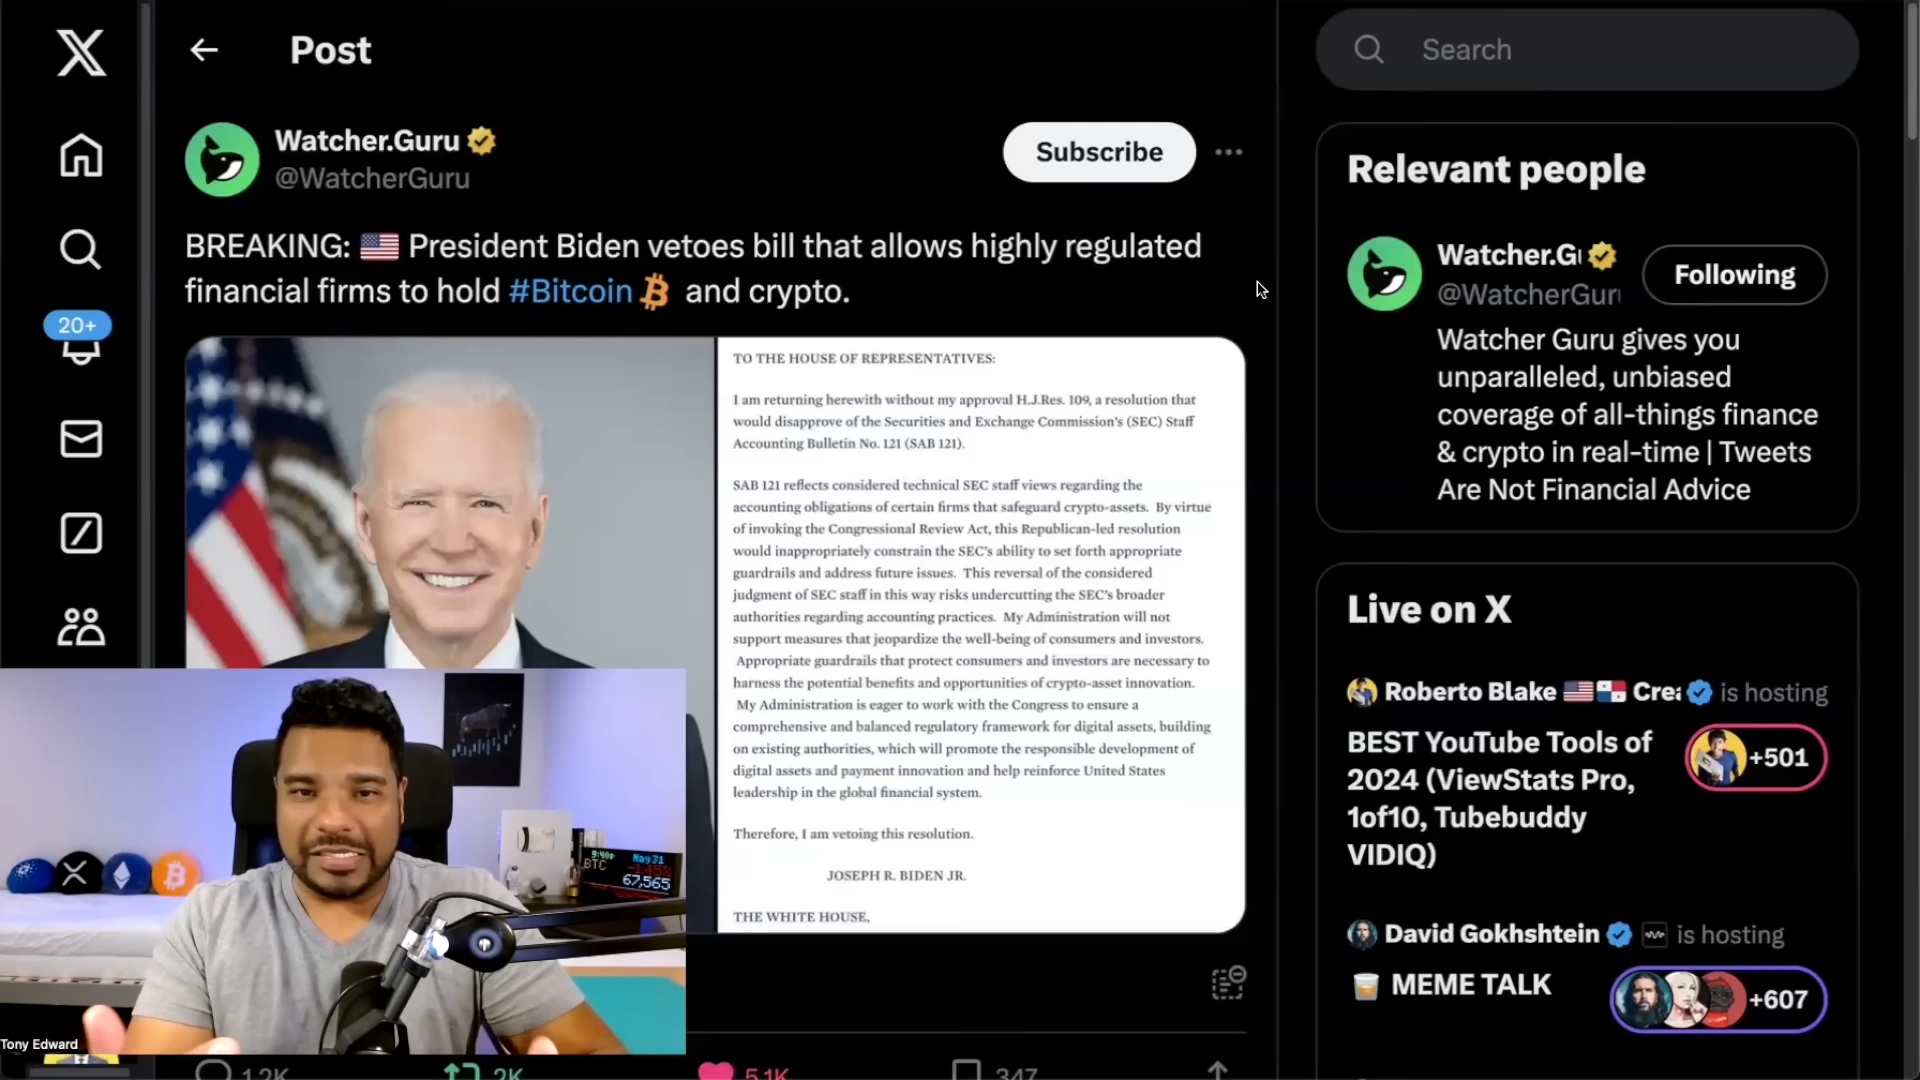 Post
Search
Watcher.Guru
@WatcherGuru
Subscribe
BREAKING: 🇺🇸 President Biden vetoes bill that allows highly regulated
financial firms to hold #Bitcoin and crypto.
TO THE HOUSE OF REPRESENTATIVES:
I am returning herewith without my approval H.J.Res. 109, a resolution that
would disapprove of the Securities and Exchange Commission's (SEC) Staff
Accounting Bulletin No. 121 (SAB 121).
SAB 121 reflects considered technical SEC staff views regarding the
accounting obligations of certain firms that safeguard crypto-assets. By virtue
of invoking the Congressional Review Act, this Republican-led resolution
would inappropriately constrain the SEC's ability to set forth appropriate
guardrails and address future issues. This reversal of the considered
judgment of SEC staff in this way risks undercutting the SEC's broader
authorities regarding accounting practices. My Administration will not
support measures that jeopardize the well-being of consumers and investors.
Appropriate guardrails that protect consumers and investors are necessary to
harness the potential benefits and opportunities of crypto-asset innovation.
My Administration is eager to work with the Congress to ensure a
comprehensive and balanced regulatory framework for digital assets, building
on existing authorities, which will promote the responsible development of
digital assets and payment innovation and help reinforce United States
leadership in the global financial system.
Therefore, I am vetoing this resolution.
JOSEPH R. BIDEN JR.
THE WHITE HOUSE,
20+
May 31
BTC -1.45%
67,565
Tony Edward
1.2K
2K
5.1K
347
Relevant people
Watcher.G
@WatcherGur
Following
Watcher Guru gives you
unparalleled, unbiased
coverage of all-things finance
& crypto in real-time | Tweets
Are Not Financial Advice
Live on X
Roberto Blake 🇺🇸🇵🇦 Crea is hosting
BEST YouTube Tools of
2024 (ViewStats Pro,
1of10, Tubebuddy
VIDIQ)
+501
David Gokhshtein is hosting
🥃 MEME TALK
+607